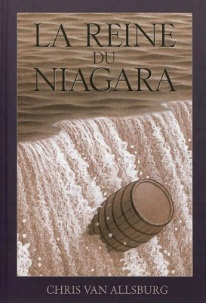 LA REINE
DU
NIAGARA
CHRIS VAN ALLSBURG